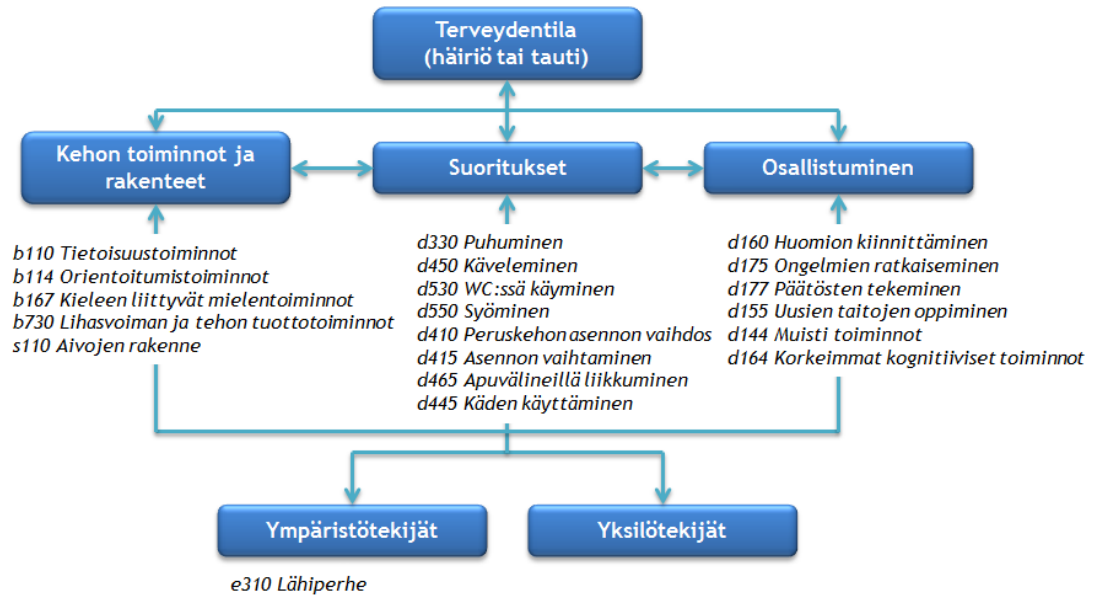 Terveydentila
(häiriö tai tauti)
Kehon toiminnot ja
rakenteet
Suoritukset
Osallistuminen
b110 Tietoisuustoiminnot
b114 Orientoitumistoiminnot
b167 Kieleen liittyvät mielentoiminnot
b730 Lihasvoiman ja tehon tuottotoiminnot
s110 Aivojen rakenne
d330 Puhuminen
d450 Käveleminen
d530 WC:ssä käyminen
d550 Syöminen
d410 Peruskehon asennon vaihdos
d415 Asennon vaihtaminen
d465 Apuvälineillä liikkuminen
d445 Käden käyttäminen
d160 Huomion kiinnittäminen
d175 Ongelmien ratkaiseminen
d177 Päätösten tekeminen
d155 Uusien taitojen oppiminen
d144 Muisti toiminnot
d164 Korkeimmat kognitiiviset toiminnot
Ympäristötekijät
Yksilötekijät
e310 Lähiperhe